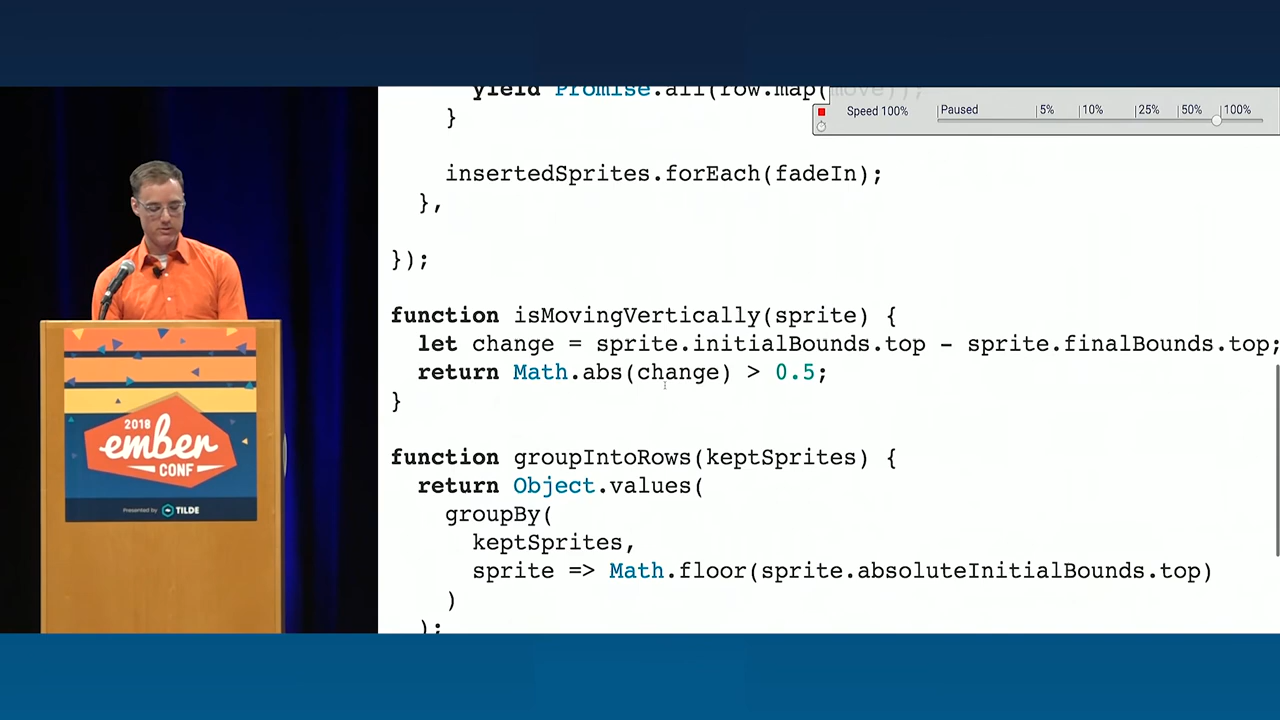 yield Promise.all(row.map(move));
}
insertedSprites.forEach(fadeIn);
},
});
function isMovingVertically(sprite) {
let change = sprite.initialBounds.top - sprite.finalBounds.top;
return Math.abs(change) > 0.5;
}
function groupIntoRows(keptSprites) {
return Object.values(
groupBy(
keptSprites,
sprite => Math.floor(sprite.absoluteInitialBounds.top)
)
);
Speed 100% Paused 5% 10% 25% 50% 100%
2018
ember
CONF
Presented by TILDE